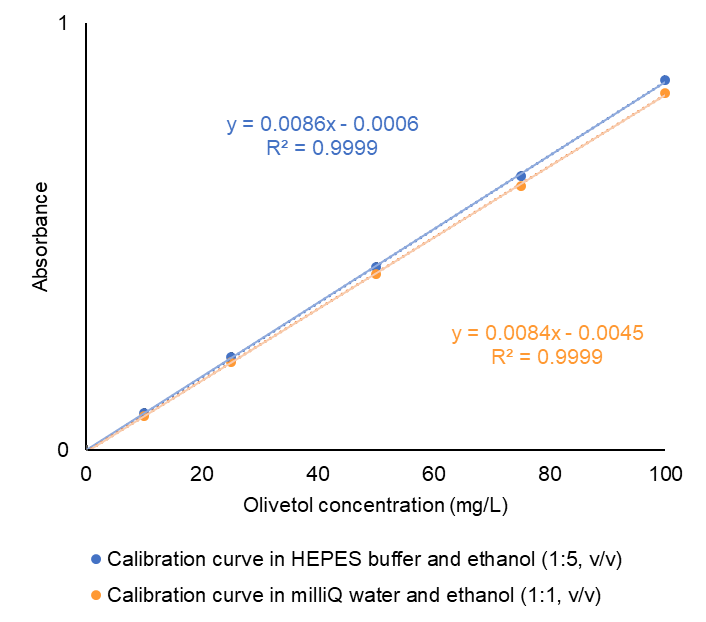 1
y = 0.0086x - 0.0006
R² = 0.9999
Absorbance
y = 0.0084x - 0.0045
R² = 0.9999
0
0 20 40 60 80 100
Olivetol concentration (mg/L)
Calibration curve in HEPES buffer and ethanol (1:5, v/v)
Calibration curve in milliQ water and ethanol (1:1, v/v)